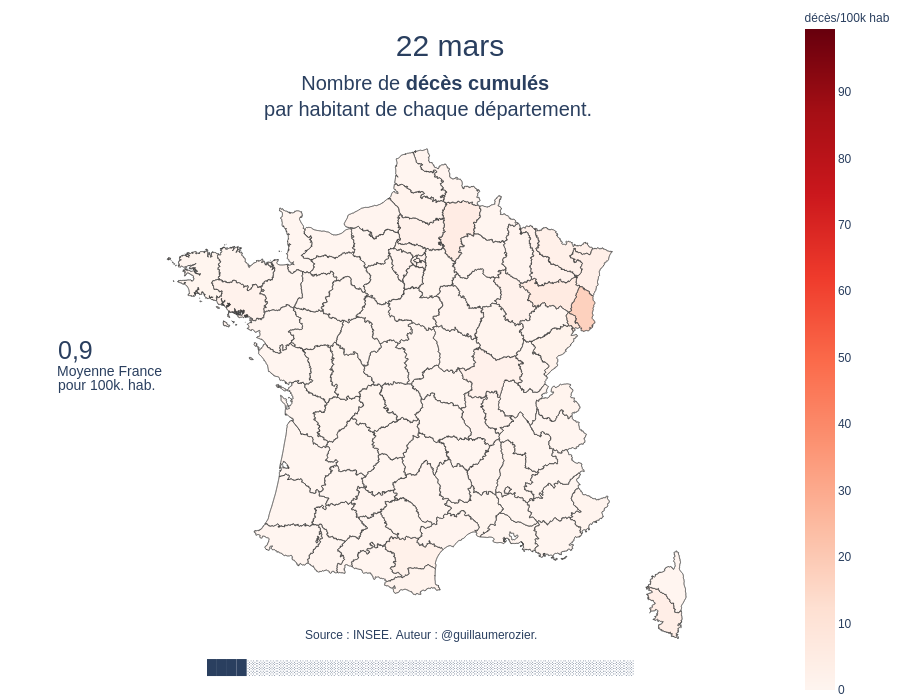 22 mars
Nombre de décès cumulés
par habitant de chaque département.
décès/100k hab
90
80
70
60
50
40
30
20
10
0
0,9
Moyenne France
pour 100k. hab.
Source : INSEE. Auteur : @guillaumerozier.